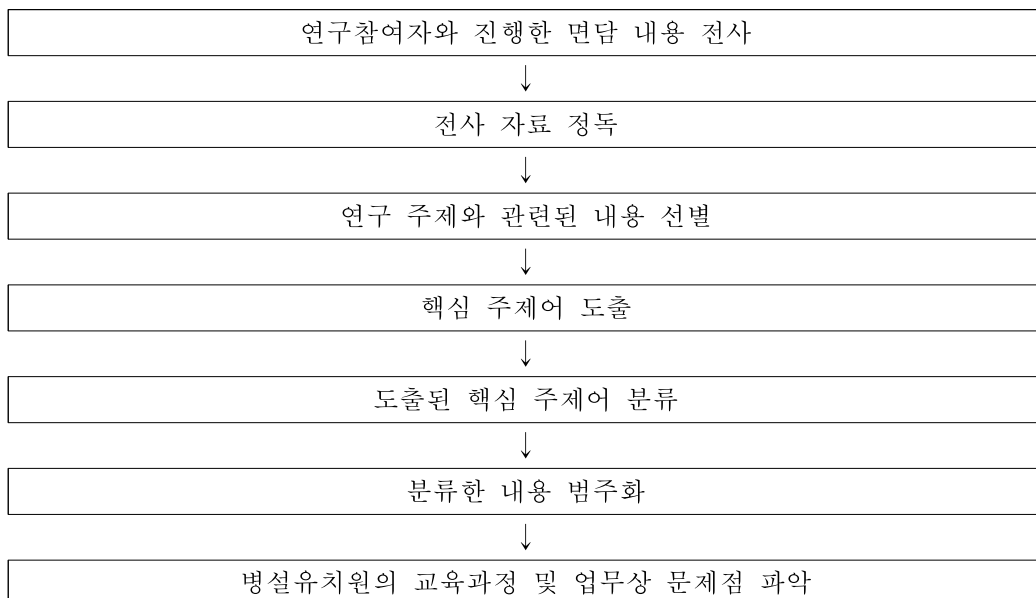 연구참여자와 진행한 면담 내용 전사
↓
전사 자료 정독
↓
연구 주제와 관련된 내용 선별
↓
핵심 주제어 도출
↓
도출된 핵심 주제어 분류
↓
분류한 내용 범주화
↓
병설유치원의 교육과정 및 업무상 문제점 파악